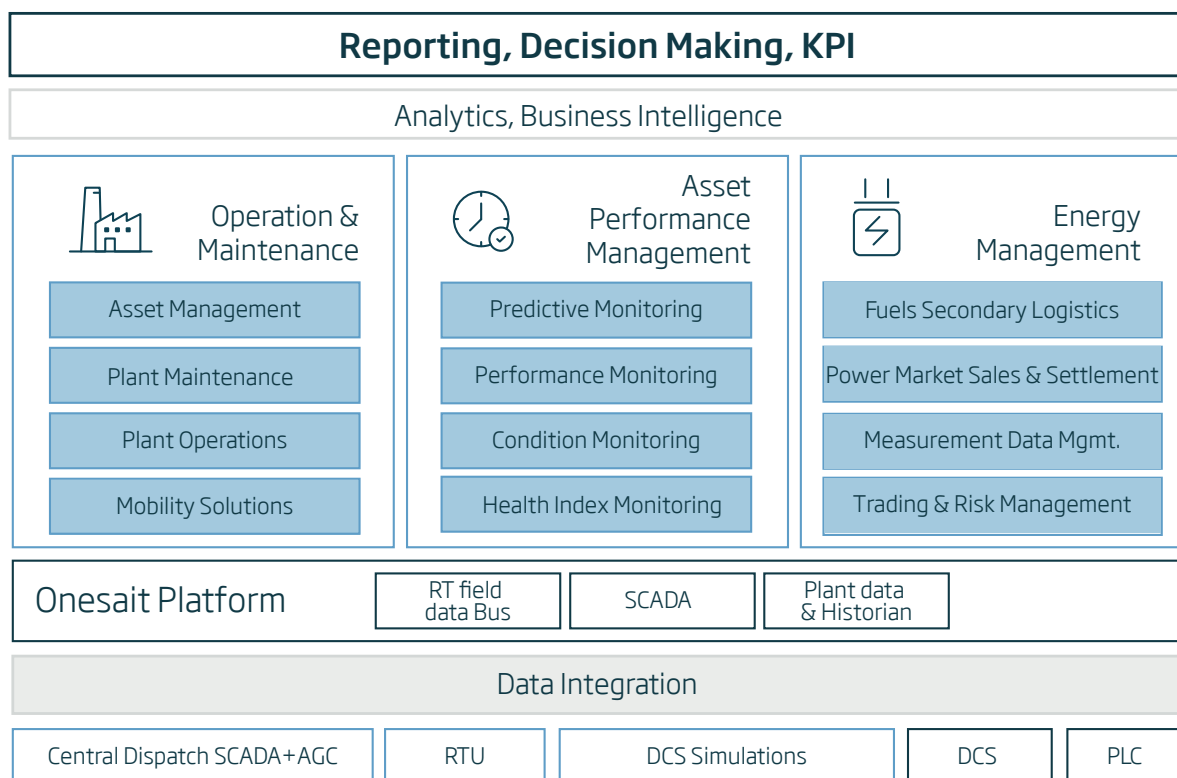 Reporting, Decision Making, KPI
Analytics, Business Intelligence
Operation &
Maintenance
Asset Management
Plant Maintenance
Plant Operations
Mobility Solutions
Asset
Performance
Management
Predictive Monitoring
Performance Monitoring
Condition Monitoring
Health Index Monitoring
Energy
Management
Fuels Secondary Logistics
Power Market Sales & Settlement
Measurement Data Mgmt.
Trading & Risk Management
Onesait Platform
RT field
data Bus
SCADA
Plant data
& Historian
Data Integration
Central Dispatch SCADA+AGC
RTU
DCS Simulations
DCS
PLC